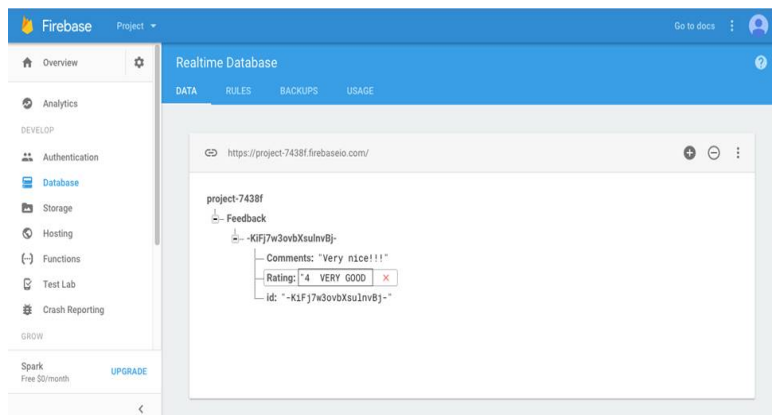 Firebase Project Go to docs
Overview
Realtime Database
DATA RULES BACKUPS USAGE
Analytics
DEVELOP
Authentication
Database
Storage
Hosting
Functions
Test Lab
Crash Reporting
GROW
Spark
Free $0/month
UPGRADE
https://project-7438f.firebaseio.com/
project-7438f
Feedback
-KiFj7w3ovbXsulnvBj-
Comments: "Very nice!!!"
Rating: "4 VERY GOOD
id: "-KiFj7w3ovbXsulnvBj-"